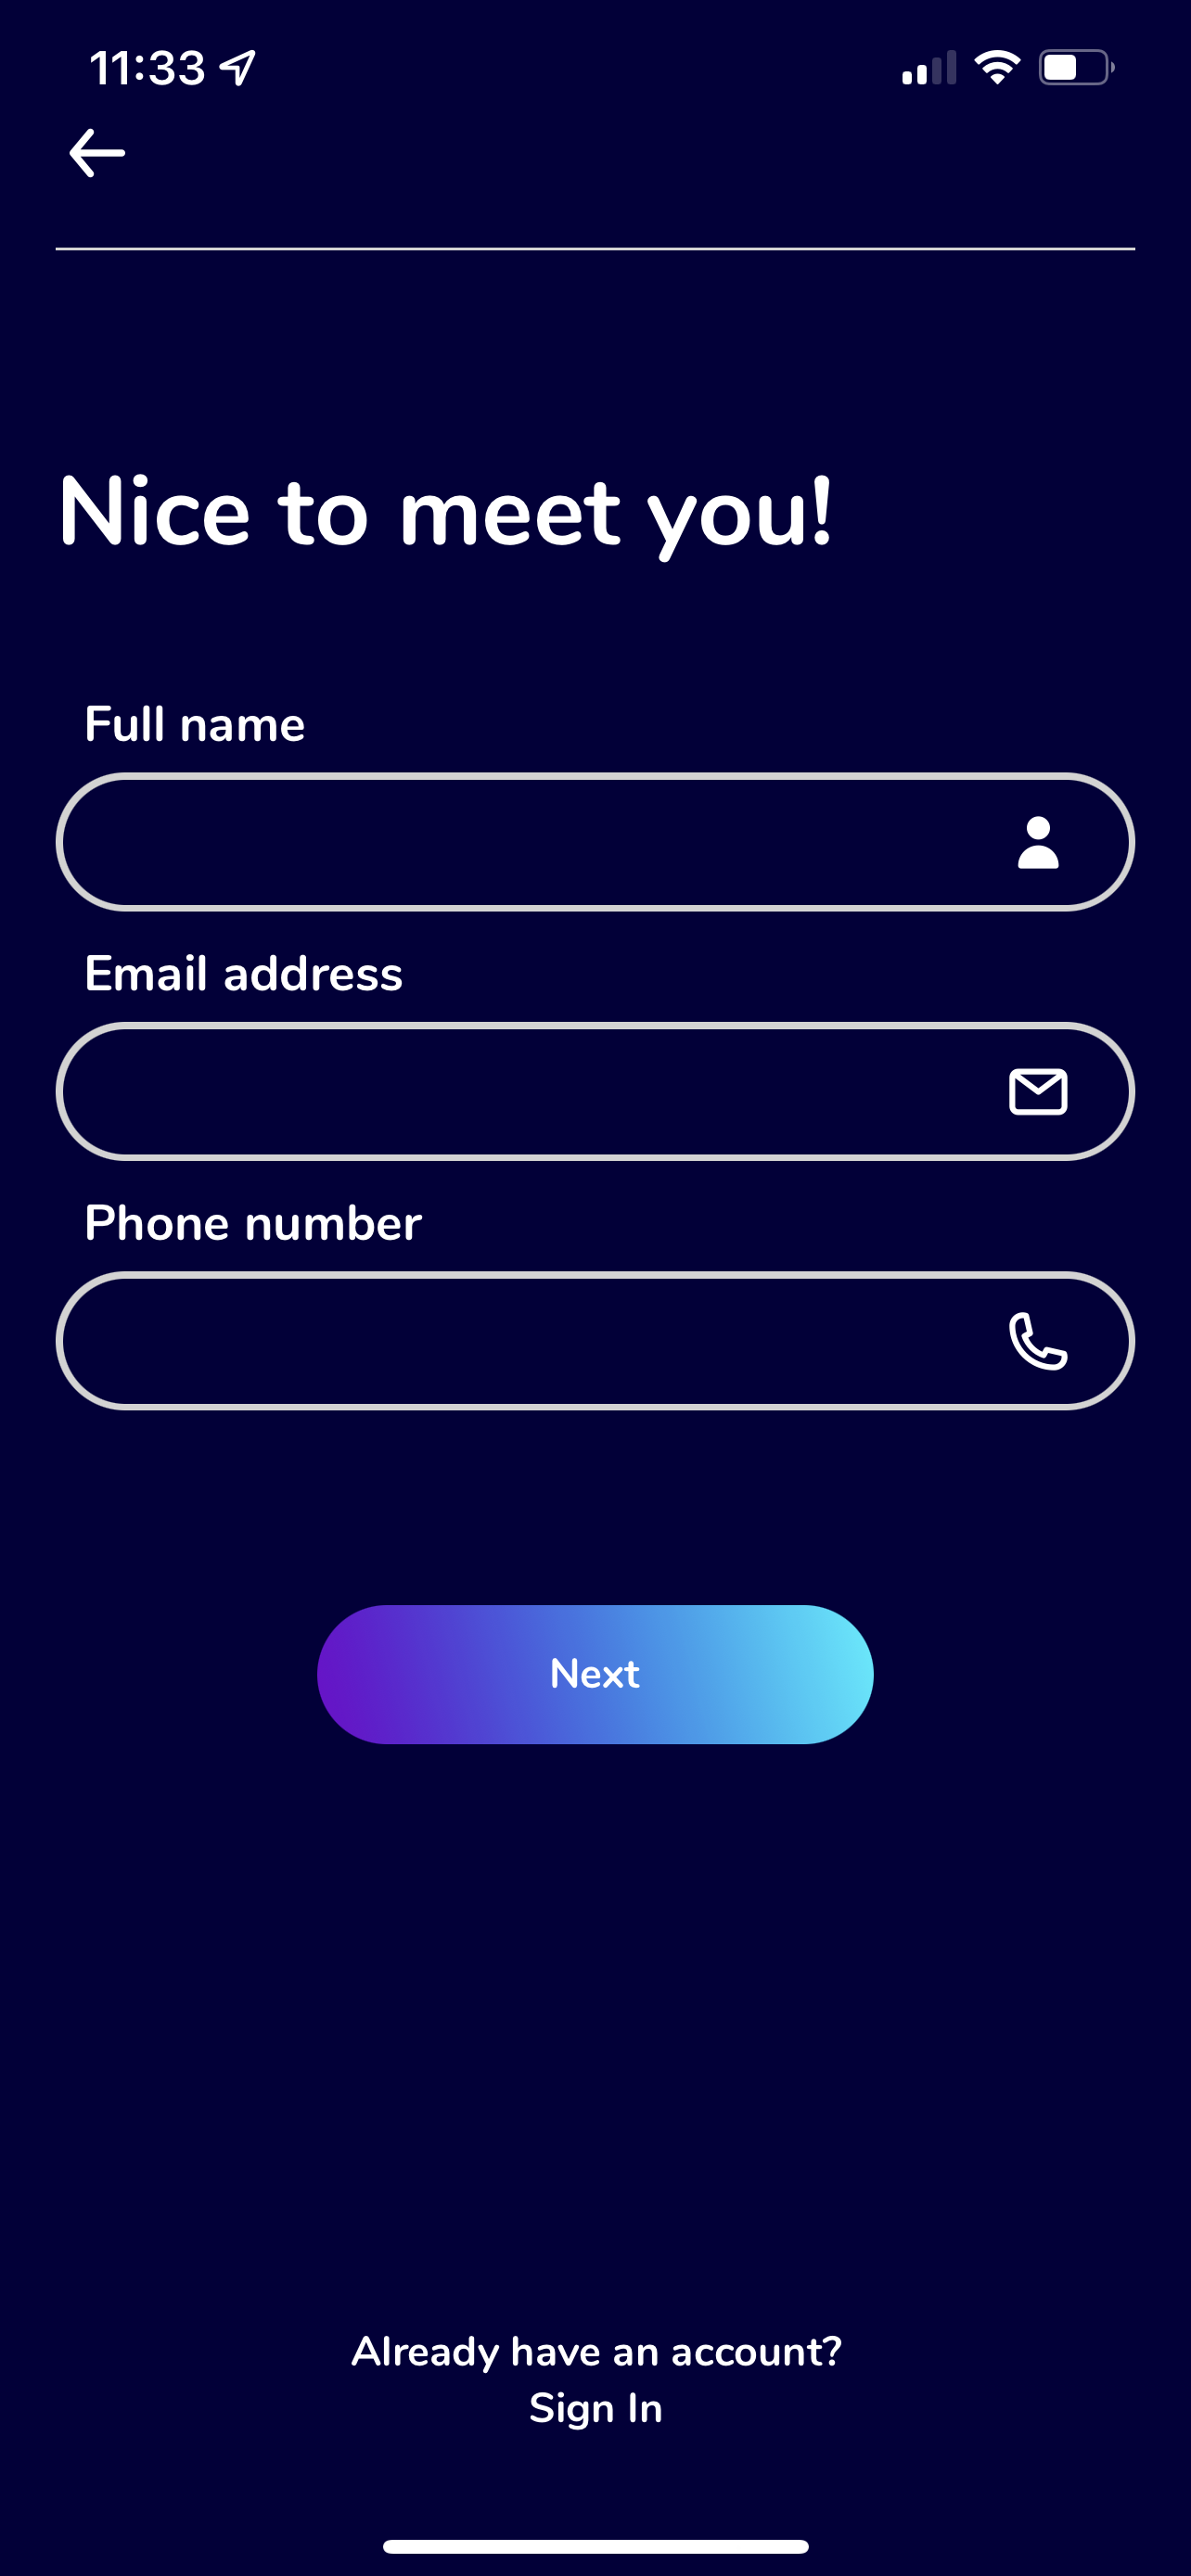 11:33
Nice to meet you!
Full name
Email address
Phone number
Next
Already have an account?
Sign In